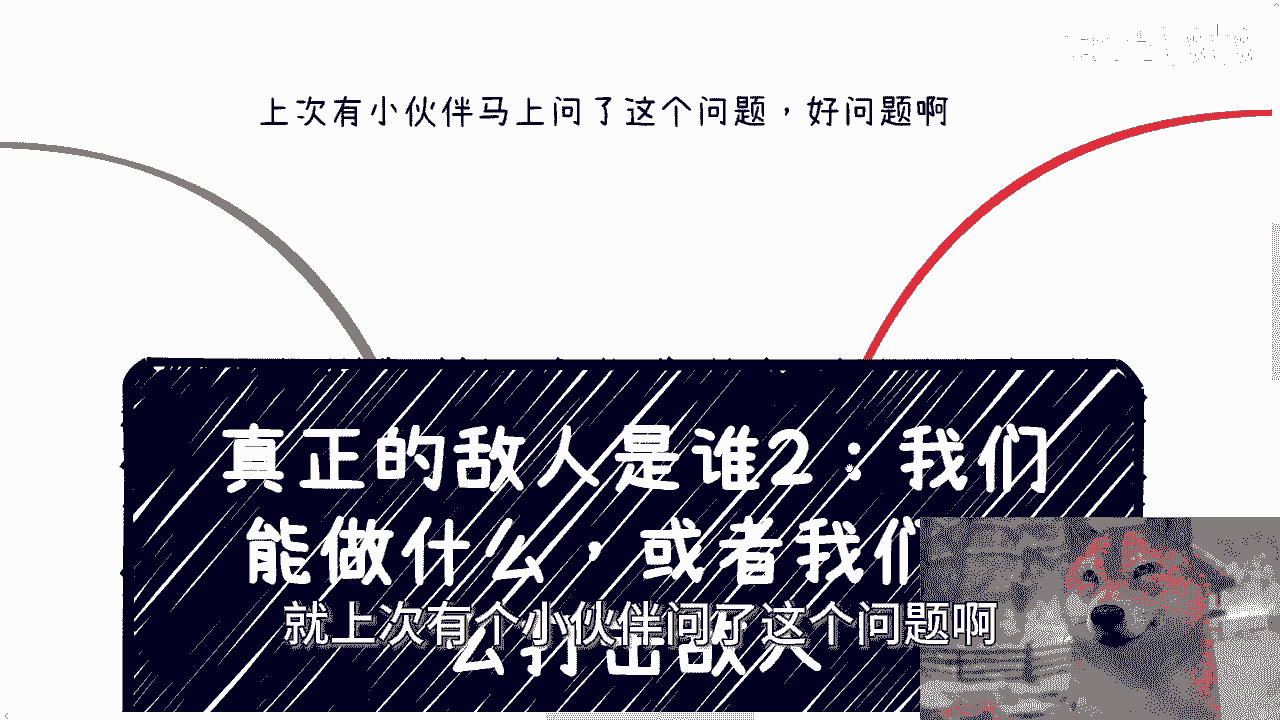 上次有小伙伴马上问了这个问题，好问题啊
真正的敌人是谁2：我们
能做什么，或者我们
就上次有个小伙伴问了这个问题啊
么打击敌人